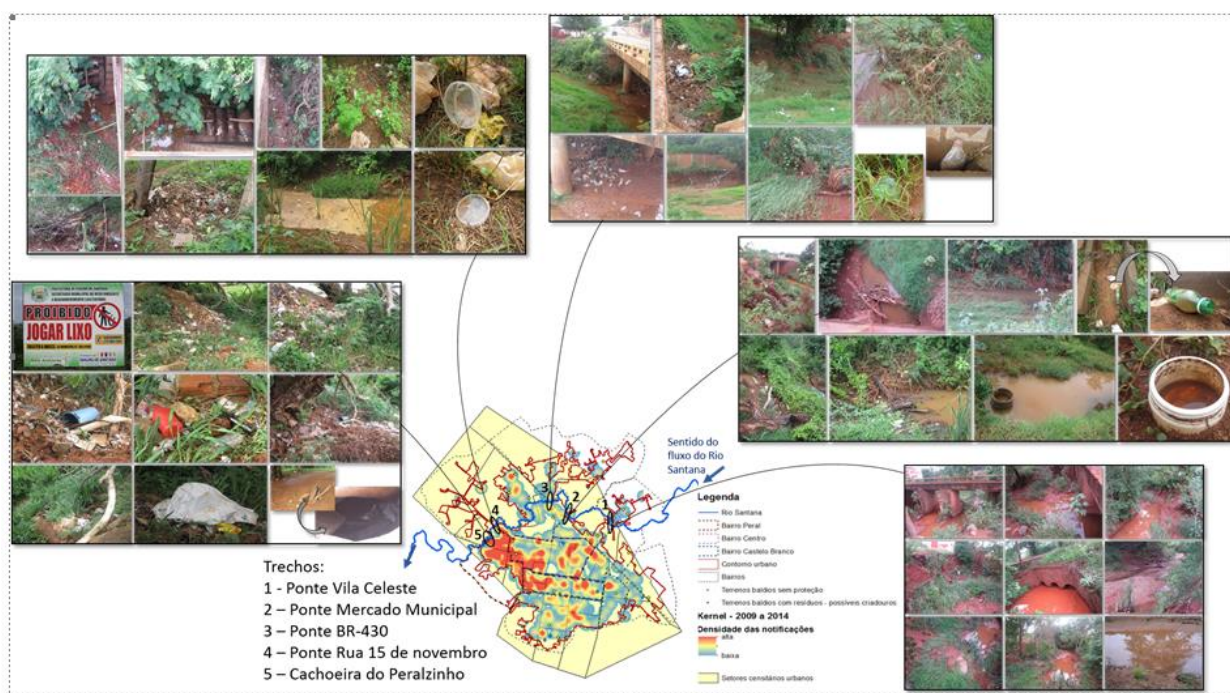 PROIBIDO
JOGAR LIXO
3
2
1
4
5
Sentido do
fluxo do Rio
Santana
Trechos:
1 - Ponte Vila Celeste
2 – Ponte Mercado Municipal
3 – Ponte BR-430
4 – Ponte Rua 15 de novembro
5 – Cachoeira do Peralzinho
Legenda
Rio Santana
Bairro Peral
Bairro Centro
Bairro Castelo Branco
Contorno urbano
Bairros
Terrenos baldios sem proteção
Terrenos baldios com resíduos - possíveis criadouros
Kernel - 2009 a 2014
Densidade das notificações
alta
baixa
Setores censitários urbanos